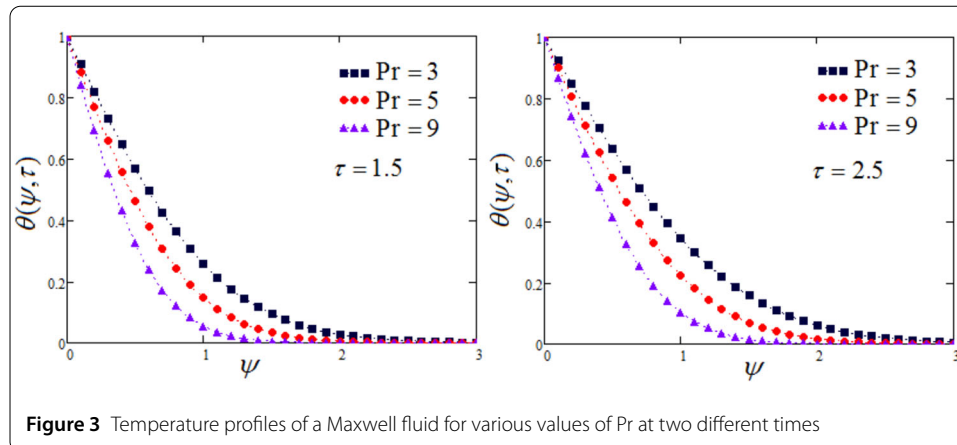 1
0.8
0.6
0.4
0.2
0
0
1
2
3
θ(ψ,τ)
ψ
Pr = 3
Pr = 5
Pr = 9
τ = 1.5
1
0.8
0.6
0.4
0.2
0
0
1
2
3
θ(ψ,τ)
ψ
Pr = 3
Pr = 5
Pr = 9
τ = 2.5
Figure 3 Temperature profiles of a Maxwell fluid for various values of Pr at two different times